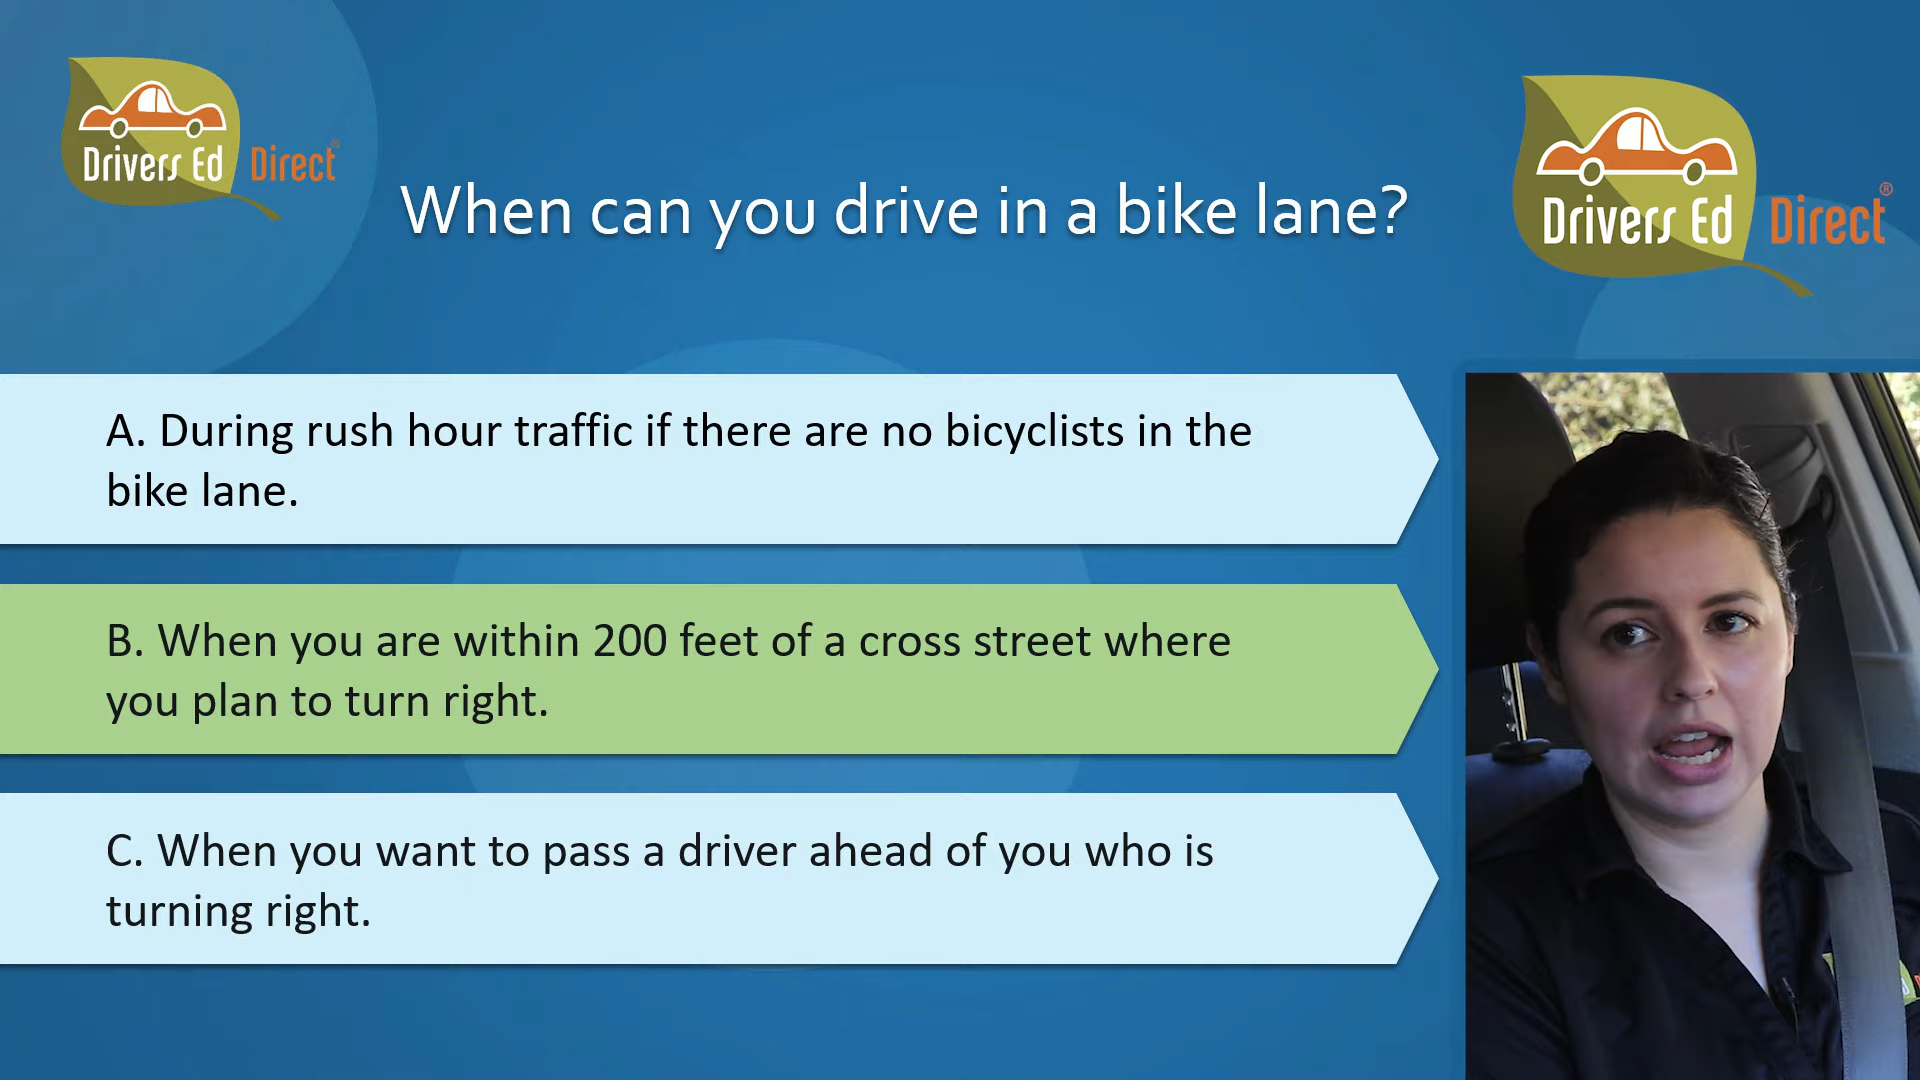 Drivers Ed Direct
Drivers Ed Direct®
When can you drive in a bike lane?
A. During rush hour traffic if there are no bicyclists in the
bike lane.
B. When you are within 200 feet of a cross street where
you plan to turn right.
C. When you want to pass a driver ahead of you who is
turning right.